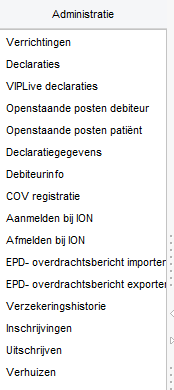 Administratie
Verrichtingen
Declaraties
VIPLive declaraties
Openstaande posten debiteur
Openstaande posten patiënt
Declaratiegegevens
Debiteurinfo
COV registratie
Aanmelden bij ION
Afmelden bij ION
EPD- overdrachtsbericht importer
EPD- overdrachtsbericht exporter
Verzekeringshistorie
Inschrijvingen
Uitschrijven
Verhuizen